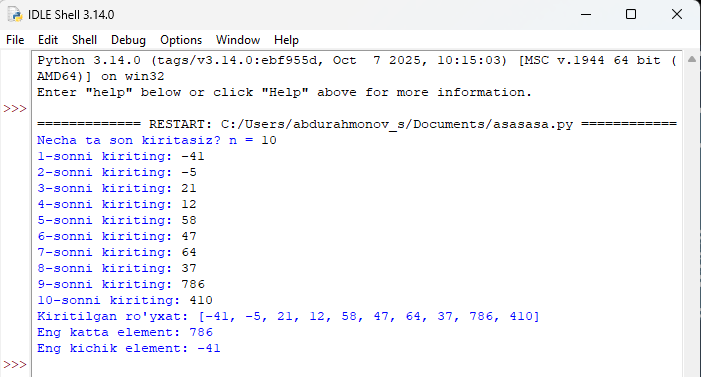 IDLE Shell 3.14.0
File Edit Shell Debug Options Window Help
Python 3.14.0 (tags/v3.14.0:ebf955d, Oct  7 2025, 10:15:03) [MSC v.1944 64 bit (
AMD64)] on win32
Enter "help" below or click "Help" above for more information.
>>>
============= RESTART: C:/Users/abdurahmonov_s/Documents/asasasa.py ============
Necha ta son kiritasiz? n = 10
1-sonni kiriting: -41
2-sonni kiriting: -5
3-sonni kiriting: 21
4-sonni kiriting: 12
5-sonni kiriting: 58
6-sonni kiriting: 47
7-sonni kiriting: 64
8-sonni kiriting: 37
9-sonni kiriting: 786
10-sonni kiriting: 410
Kiritilgan ro'yxat: [-41, -5, 21, 12, 58, 47, 64, 37, 786, 410]
Eng katta element: 786
Eng kichik element: -41
>>>